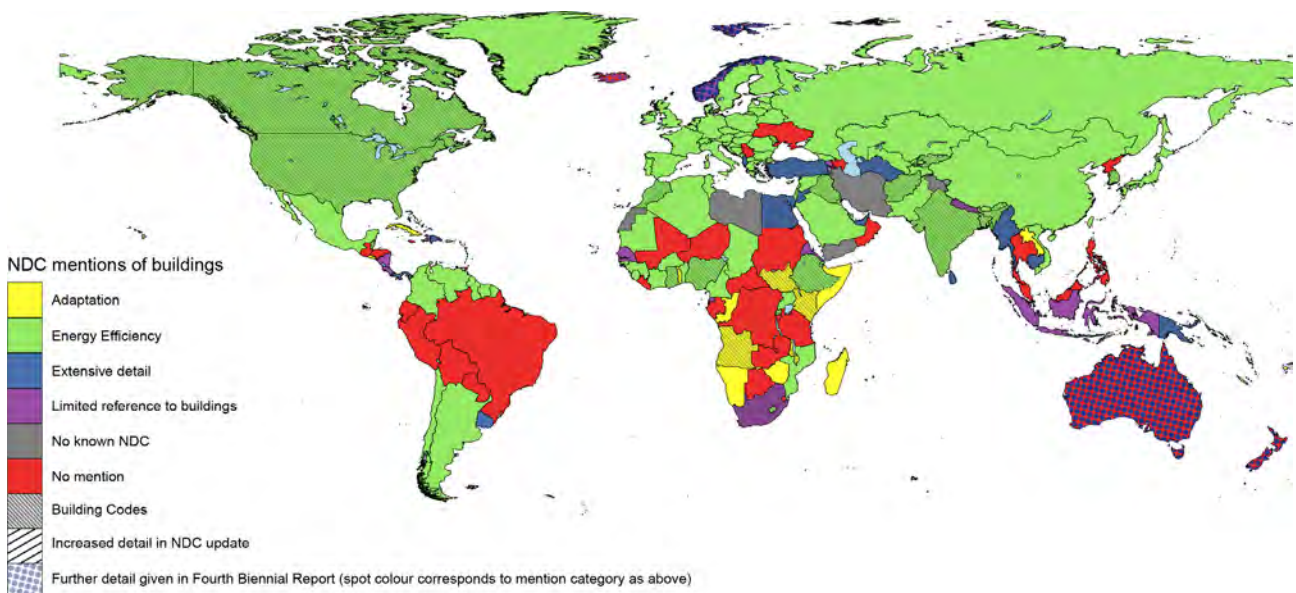 NDC mentions of buildings
Adaptation
Energy Efficiency
Extensive detail
Limited reference to buildings
No known NDC
No mention
Building Codes
Increased detail in NDC update
Further detail given in Fourth Biennial Report (spot colour corresponds to mention category as above)